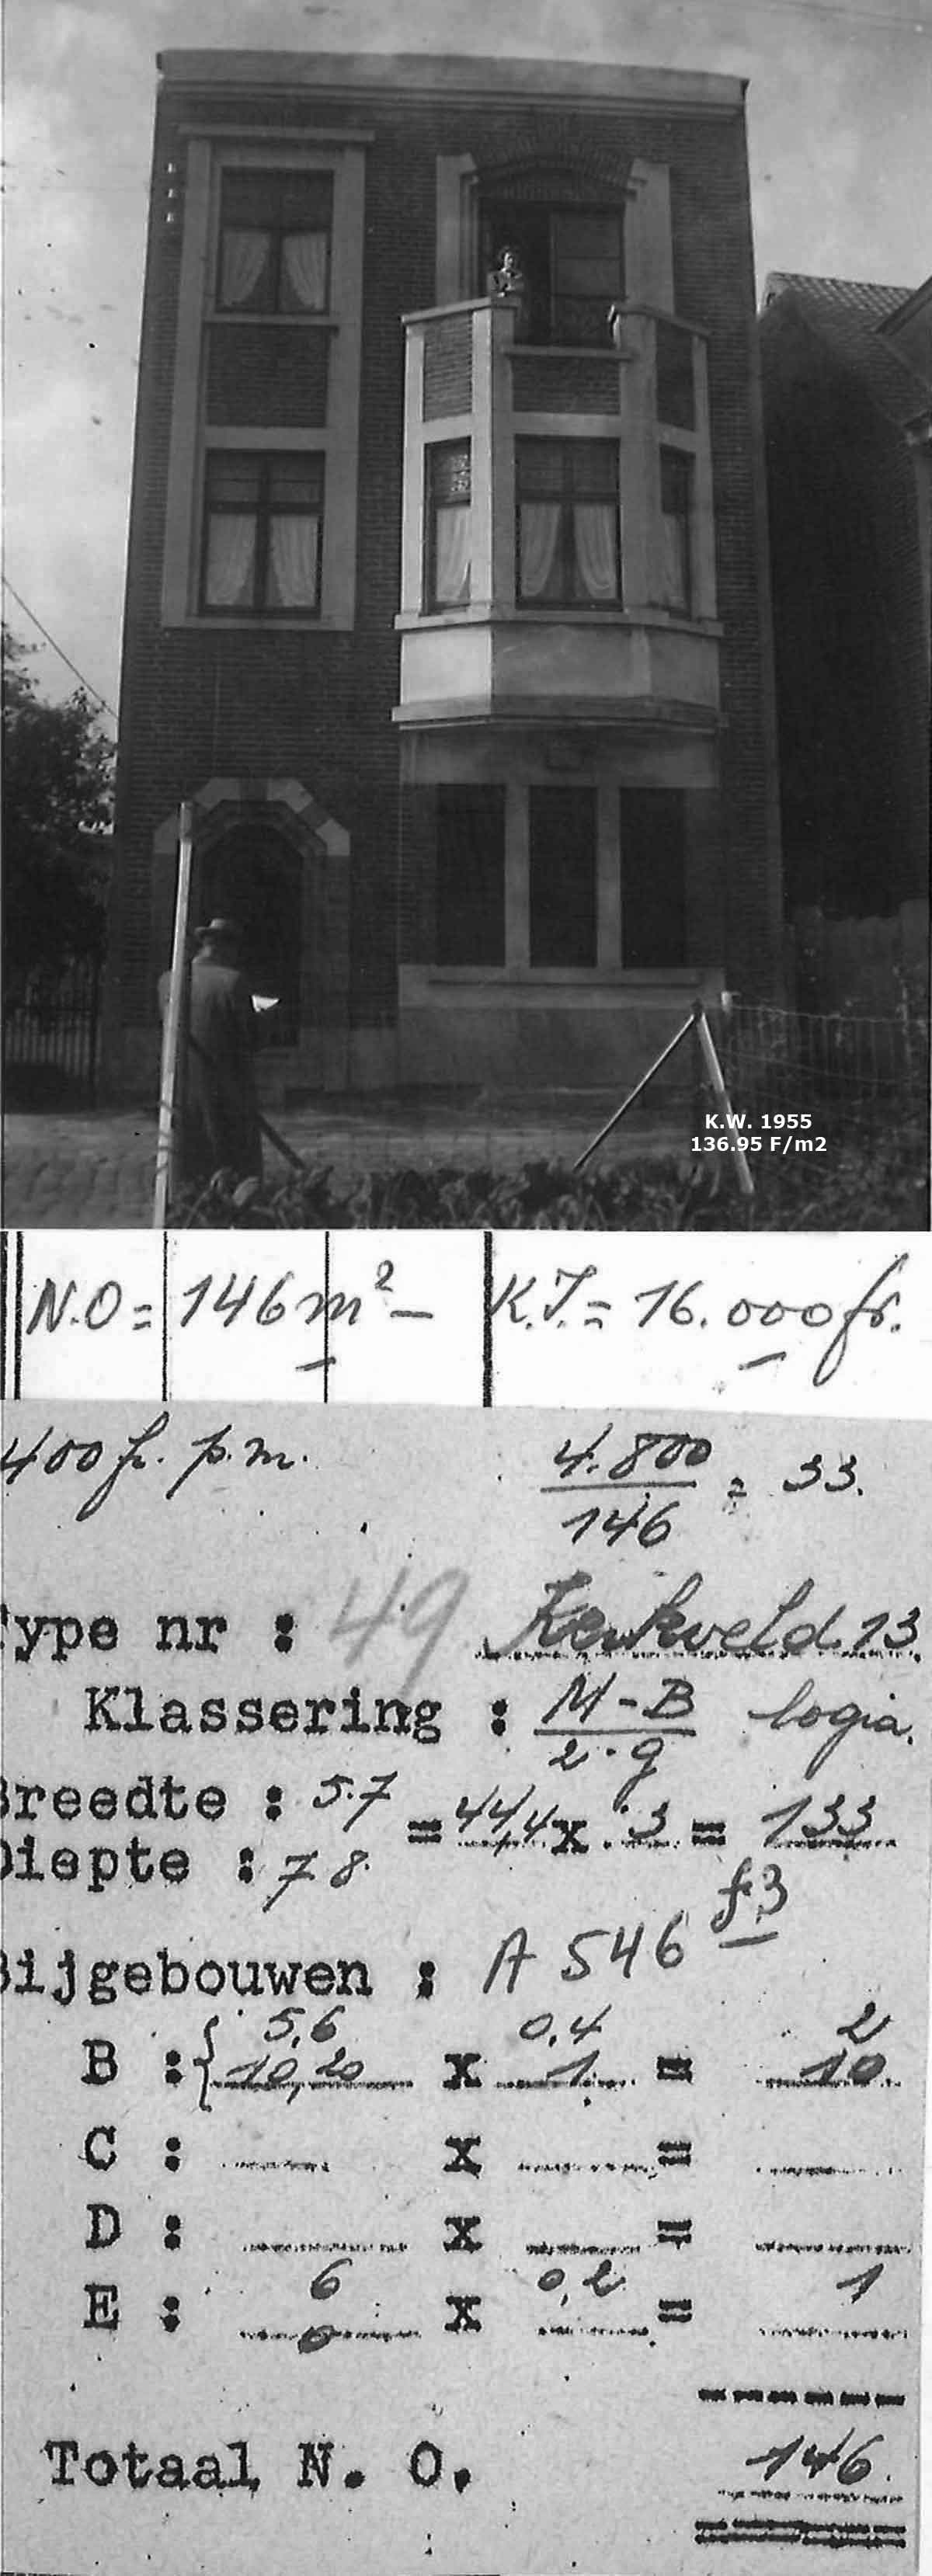 K.W. 1955
136.95 F/m2
N.O = 146 m² – K.I. = 16.000 fr.
400 fr. p.m. 4.800 / 146 = 33.
ype nr : 49 Kerkveld 13.
Klassering : M-B / 2.g logia.
Breedte : 5.7 = 44,4 x 3 = 133
Diepte : 7 8.
Bijgebouwen : A 546 f3
5,6 0,4 2
B : { 10,20 x 1 = 10
C : x =
D : x =
6 0,2 1
E : 6 x =
Totaal N. O. 146.